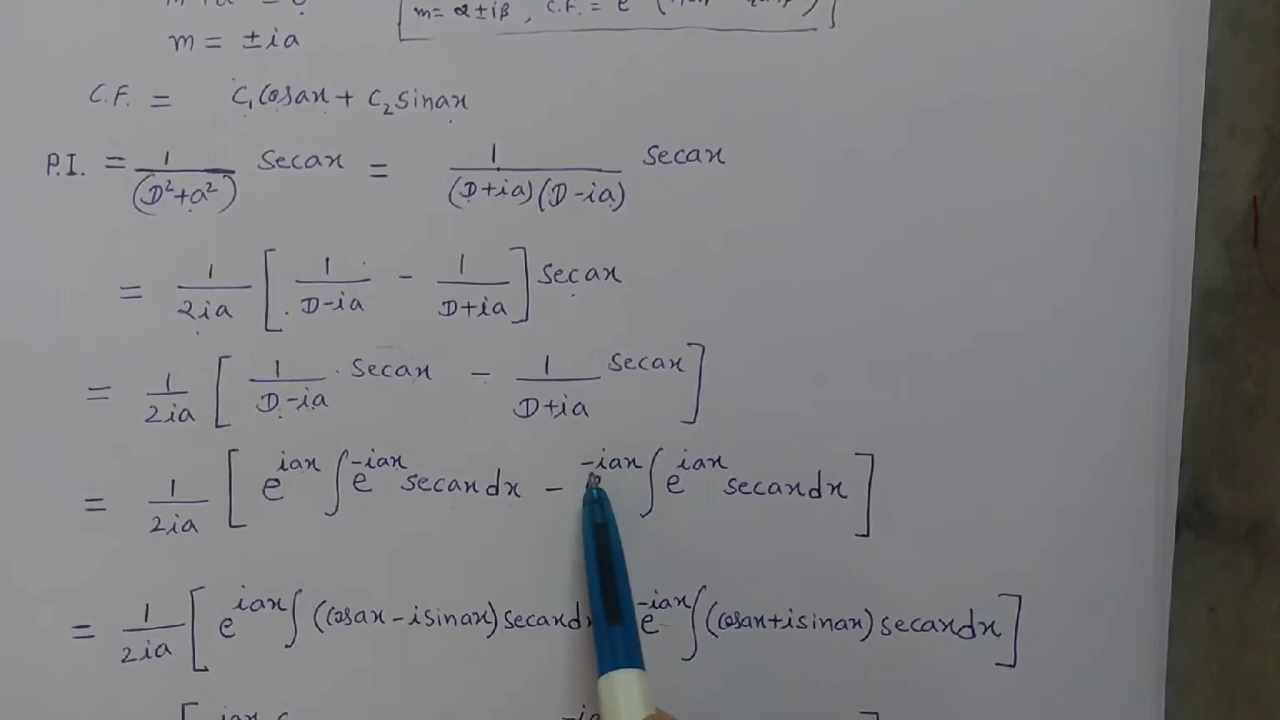 m = α ± iβ , C.F. = e
m = ±ia
C.F. = C₁cosax + C₂sinax
P.I. = 1/(D²+a²) secax = 1/((D+ia)(D-ia)) secax
= 1/2ia [ 1/(D-ia) - 1/(D+ia) ] secax
= 1/2ia [ 1/(D-ia) · secax - 1/(D+ia) secax ]
= 1/2ia [ e^{iax} ∫ e^{-iax} secax dx - e^{-iax} ∫ e^{iax} secax dx ]
= 1/2ia [ e^{iax} ∫ (cosax - isinax) secax d e^{-iax} ∫ (cosax + isinax) secax dx ]